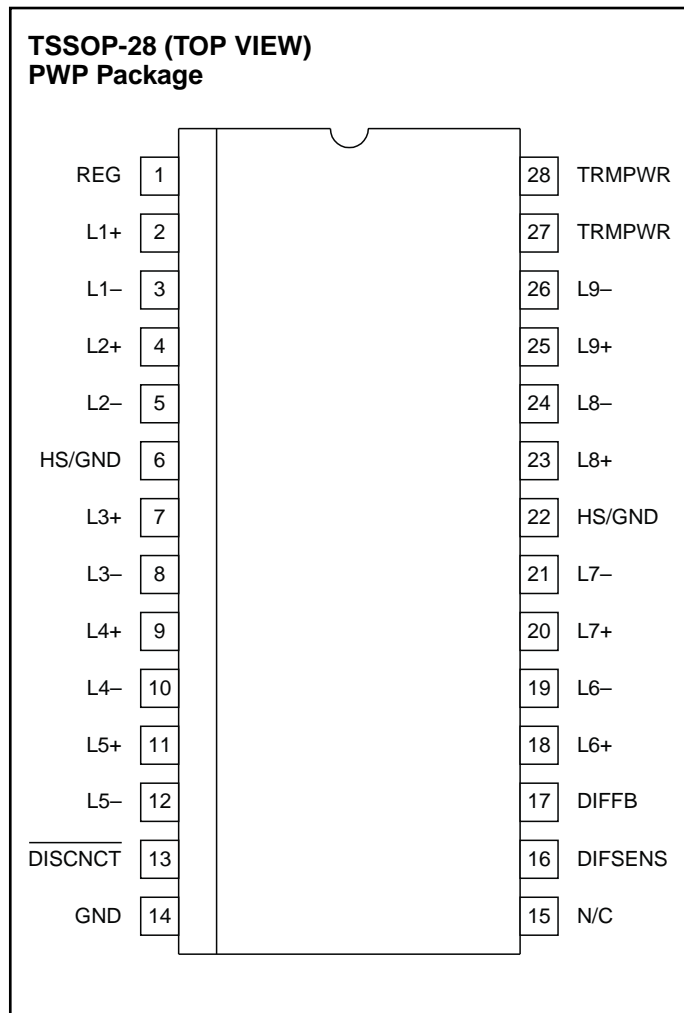 TSSOP-28 (TOP VIEW)
PWP Package
REG 1 28 TRMPWR
L1+ 2 27 TRMPWR
L1– 3 26 L9–
L2+ 4 25 L9+
L2– 5 24 L8–
HS/GND 6 23 L8+
L3+ 7 22 HS/GND
L3– 8 21 L7–
L4+ 9 20 L7+
L4– 10 19 L6–
L5+ 11 18 L6+
L5– 12 17 DIFFB
DISCNCT 13 16 DIFSENS
GND 14 15 N/C